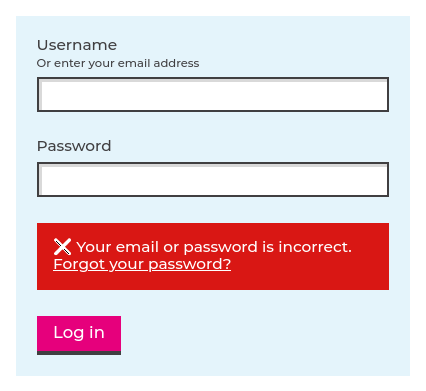 Username
Or enter your email address
Password
❌ Your email or password is incorrect.
Forgot your password?
Log in